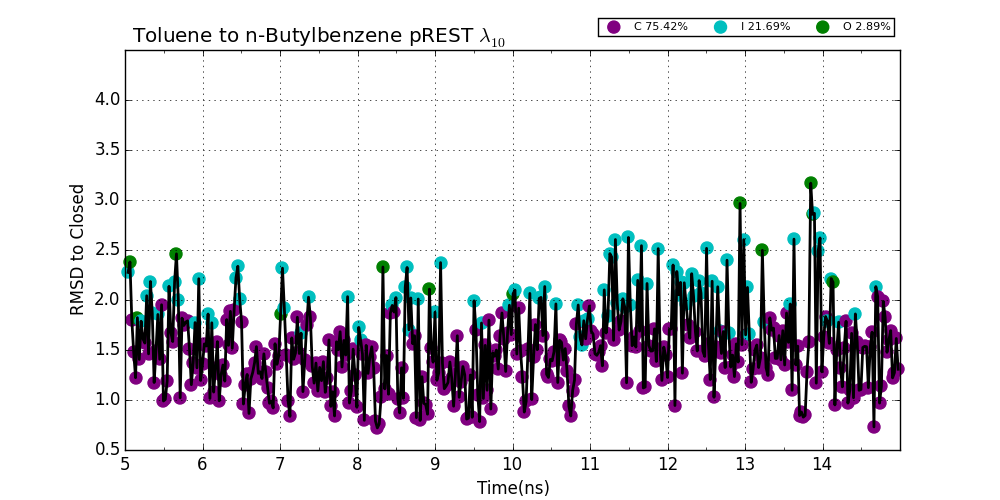 Toluene to n-Butylbenzene pREST λ10
C 75.42% I 21.69% O 2.89%
4.0
3.5
3.0
2.5
2.0
1.5
1.0
0.5
RMSD to Closed
5 6 7 8 9 10 11 12 13 14
Time(ns)